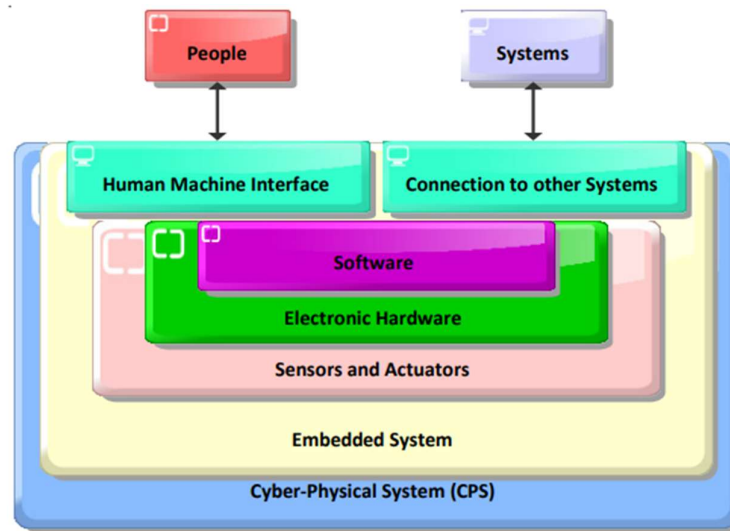 People
Systems
Human Machine Interface
Connection to other Systems
Software
Electronic Hardware
Sensors and Actuators
Embedded System
Cyber-Physical System (CPS)